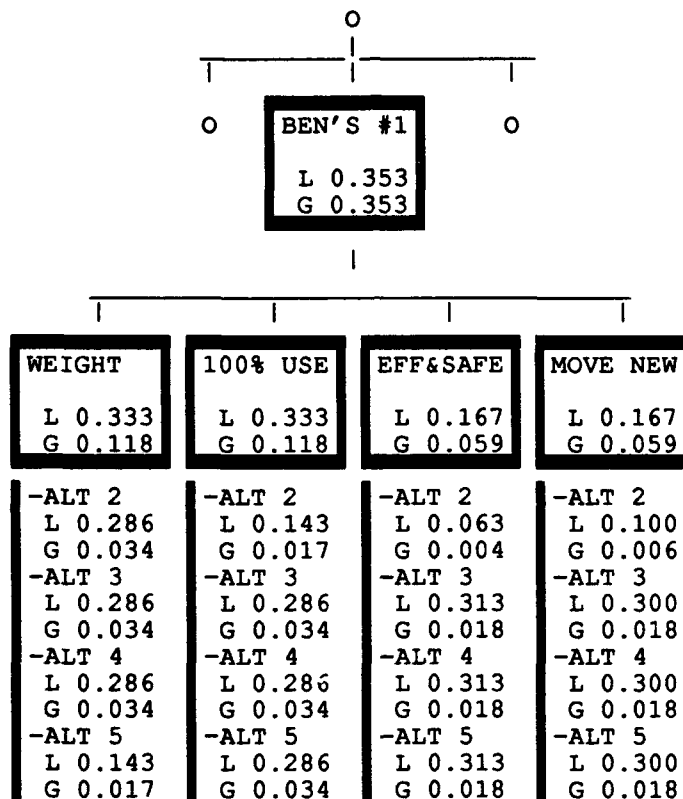 BEN'S #1
L 0.353
G 0.353
WEIGHT
L 0.333
G 0.118
100% USE
L 0.333
G 0.118
EFF&SAFE
L 0.167
G 0.059
MOVE NEW
L 0.167
G 0.059
-ALT 2
L 0.286
G 0.034
-ALT 3
L 0.286
G 0.034
-ALT 4
L 0.286
G 0.034
-ALT 5
L 0.143
G 0.017
-ALT 2
L 0.143
G 0.017
-ALT 3
L 0.286
G 0.034
-ALT 4
L 0.286
G 0.034
-ALT 5
L 0.286
G 0.034
-ALT 2
L 0.063
G 0.004
-ALT 3
L 0.313
G 0.018
-ALT 4
L 0.313
G 0.018
-ALT 5
L 0.313
G 0.018
-ALT 2
L 0.100
G 0.006
-ALT 3
L 0.300
G 0.018
-ALT 4
L 0.300
G 0.018
-ALT 5
L 0.300
G 0.018